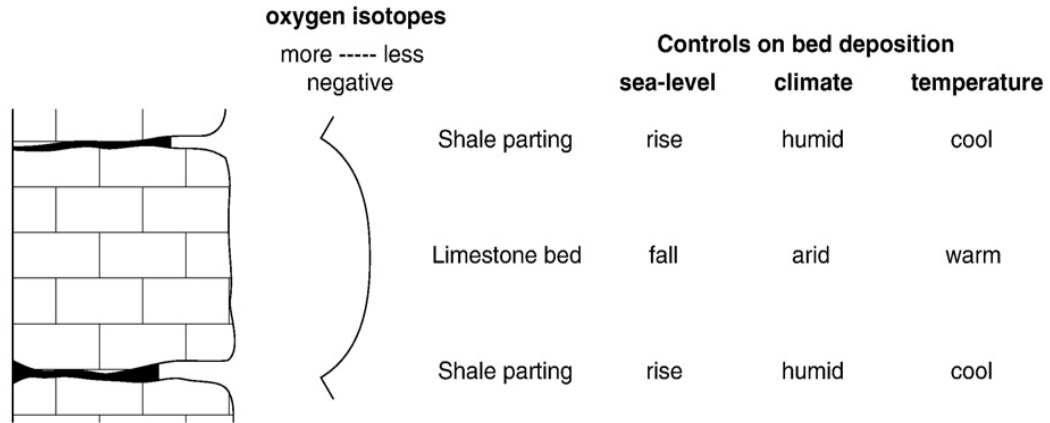 oxygen isotopes
more ----- less
negative
Controls on bed deposition
sea-level climate temperature
Shale parting rise humid cool
Limestone bed fall arid warm
Shale parting rise humid cool